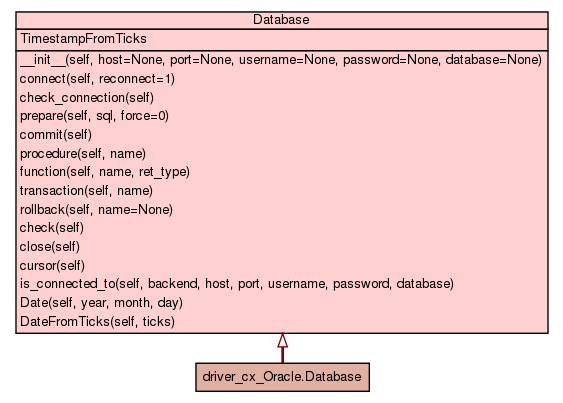 Database
TimestampFromTicks
__init__(self, host=None, port=None, username=None, password=None, database=None)
connect(self, reconnect=1)
check_connection(self)
prepare(self, sql, force=0)
commit(self)
procedure(self, name)
function(self, name, ret_type)
transaction(self, name)
rollback(self, name=None)
check(self)
close(self)
cursor(self)
is_connected_to(self, backend, host, port, username, password, database)
Date(self, year, month, day)
DateFromTicks(self, ticks)
driver_cx_Oracle.Database